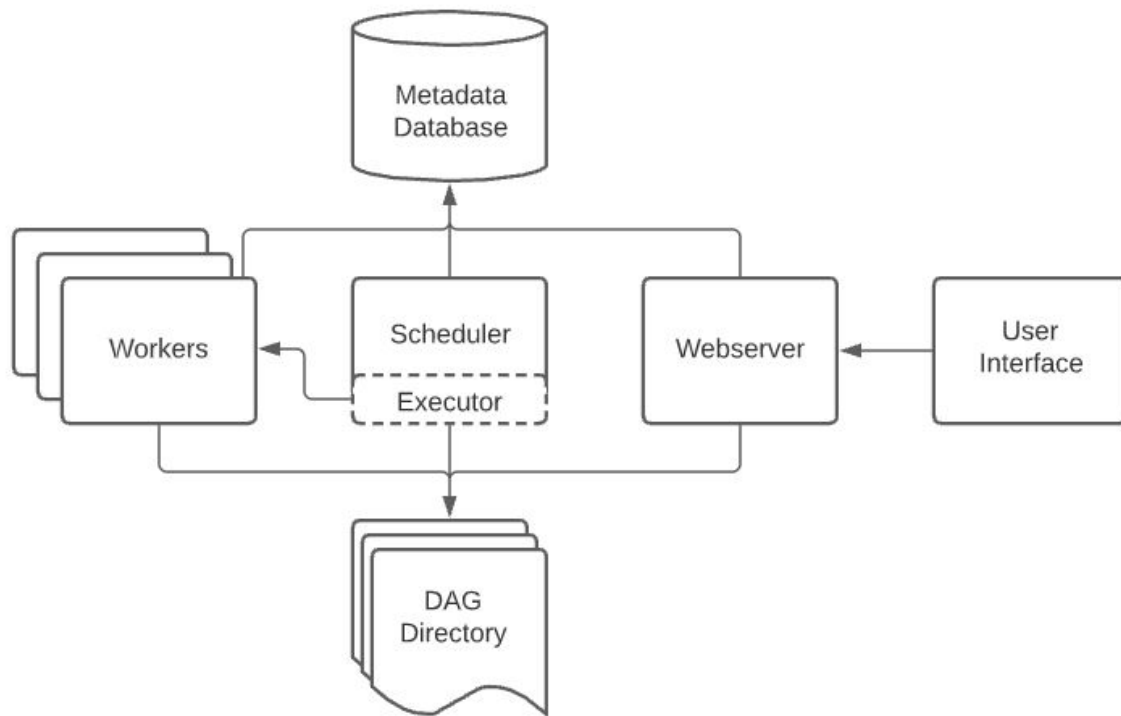 Metadata
Database
Workers
Scheduler
Executor
Webserver
User
Interface
DAG
Directory